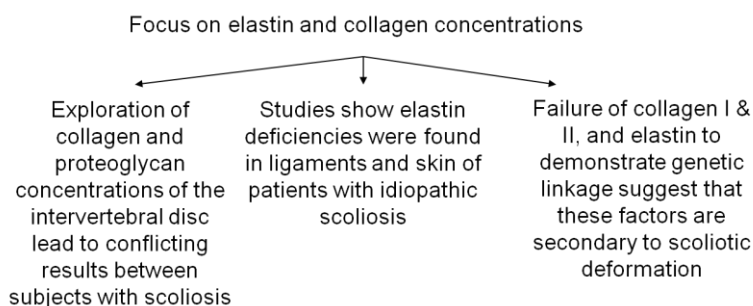 Focus on elastin and collagen concentrations
Exploration of
collagen and
proteoglycan
concentrations of the
intervertebral disc
lead to conflicting
results between
subjects with scoliosis
Studies show elastin
deficiencies were found
in ligaments and skin of
patients with idiopathic
scoliosis
Failure of collagen I &
II, and elastin to
demonstrate genetic
linkage suggest that
these factors are
secondary to scoliotic
deformation